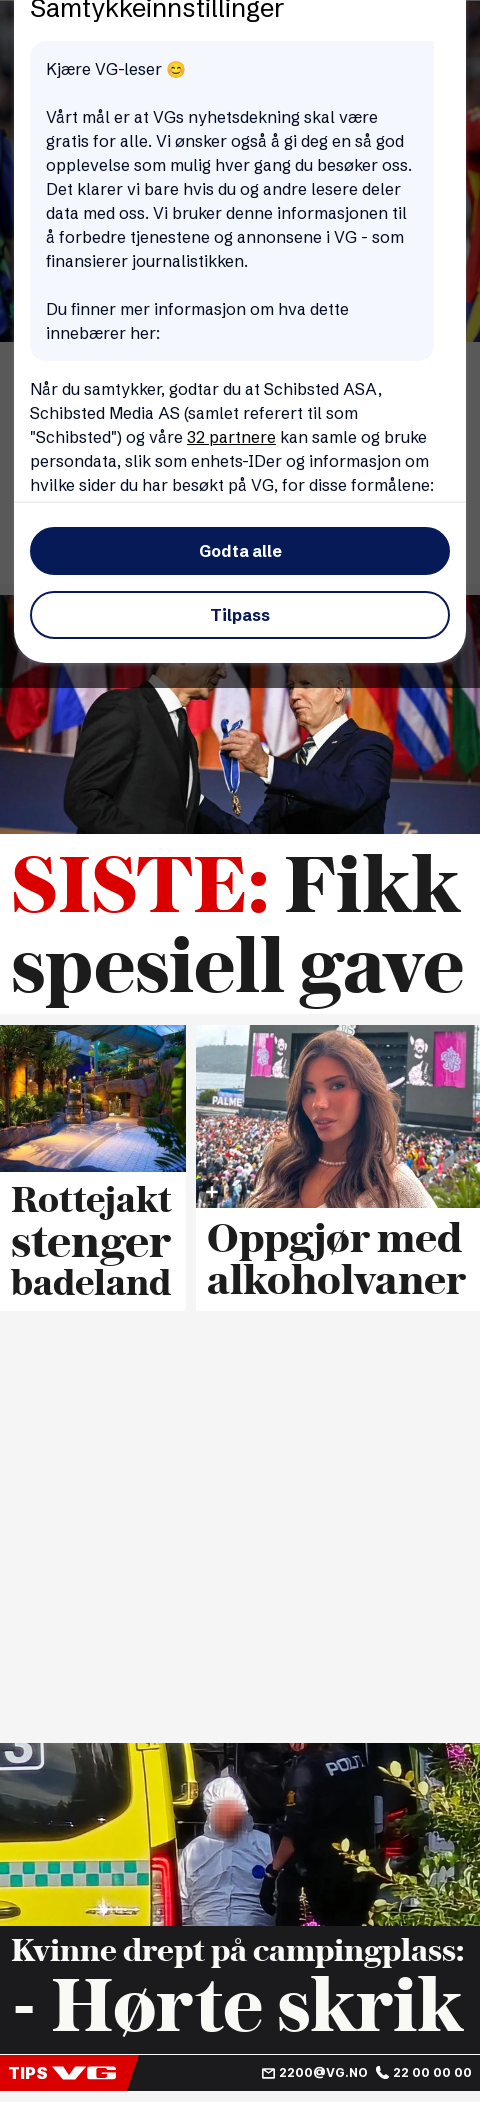 Samtykkeinnstillinger
Kjære VG-leser 😊
Vårt mål er at VGs nyhetsdekning skal være
gratis for alle. Vi ønsker også å gi deg en så god
opplevelse som mulig hver gang du besøker oss.
Det klarer vi bare hvis du og andre lesere deler
data med oss. Vi bruker denne informasjonen til
å forbedre tjenestene og annonsene i VG - som
finansierer journalistikken.
Du finner mer informasjon om hva dette
innebærer her:
Når du samtykker, godtar du at Schibsted ASA,
Schibsted Media AS (samlet referert til som
"Schibsted") og våre 32 partnere kan samle og bruke
persondata, slik som enhets-IDer og informasjon om
hvilke sider du har besøkt på VG, for disse formålene:
Godta alle
Tilpass
SISTE: Fikk
spesiell gave
PALME
Rottejakt
stenger
badeland
Oppgjør med
alkoholvaner
3
POLITI
Kvinne drept på campingplass:
- Hørte skrik
TIPS VG
2200@VG.NO 22 00 00 00